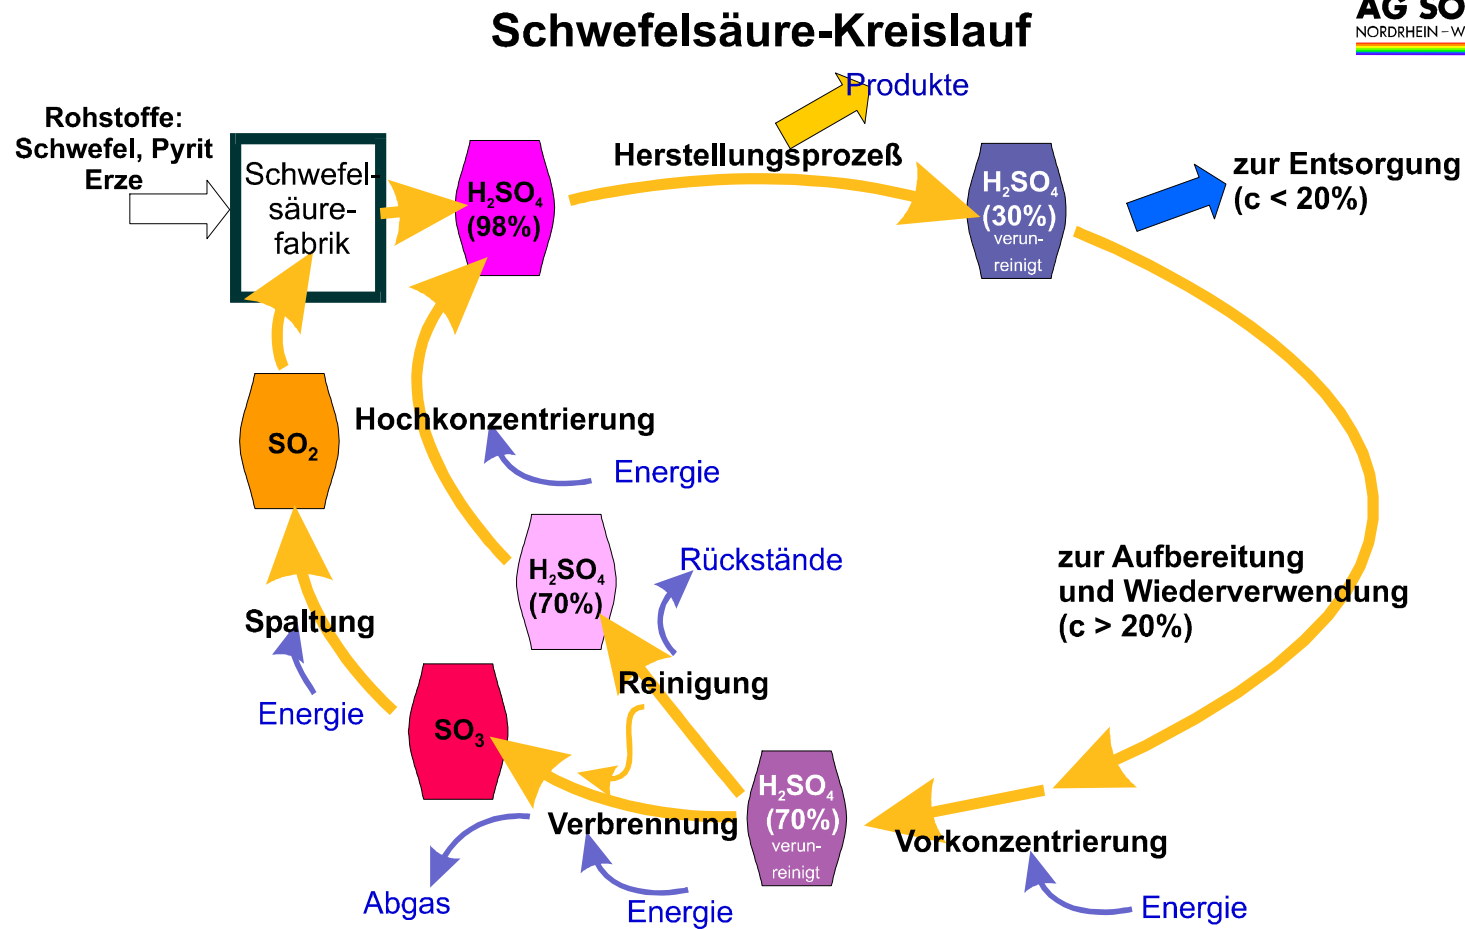 Schwefelsäure-Kreislauf
AG SO
NORDRHEIN-W
Produkte
Rohstoffe:
Schwefel, Pyrit
Erze
Schwefel-
säure-
fabrik
H₂SO₄
(98%)
Herstellungsprozeß
H₂SO₄
(30%)
verun-
reinigt
zur Entsorgung
(c < 20%)
SO₂
Hochkonzentrierung
Energie
H₂SO₄
(70%)
Rückstände
zur Aufbereitung
und Wiederverwendung
(c > 20%)
Spaltung
Energie
Reinigung
SO₃
H₂SO₄
(70%)
verun-
reinigt
Verbrennung
Vorkonzentrierung
Abgas
Energie
Energie